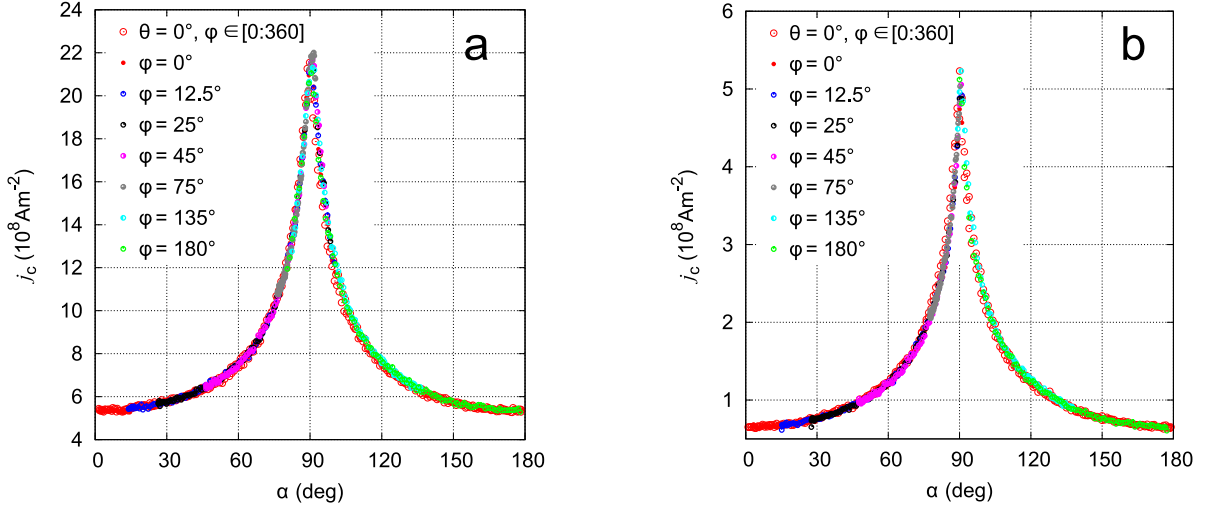 a
θ = 0°, φ ∈ [0:360]
φ = 0°
φ = 12.5°
φ = 25°
φ = 45°
φ = 75°
φ = 135°
φ = 180°
24
22
20
18
16
14
12
10
8
6
4
j_c (10^8Am^-2)
0 30 60 90 120 150 180
α (deg)
b
θ = 0°, φ ∈ [0:360]
φ = 0°
φ = 12.5°
φ = 25°
φ = 45°
φ = 75°
φ = 135°
φ = 180°
6
5
4
3
2
1
j_c (10^8Am^-2)
0 30 60 90 120 150 180
α (deg)